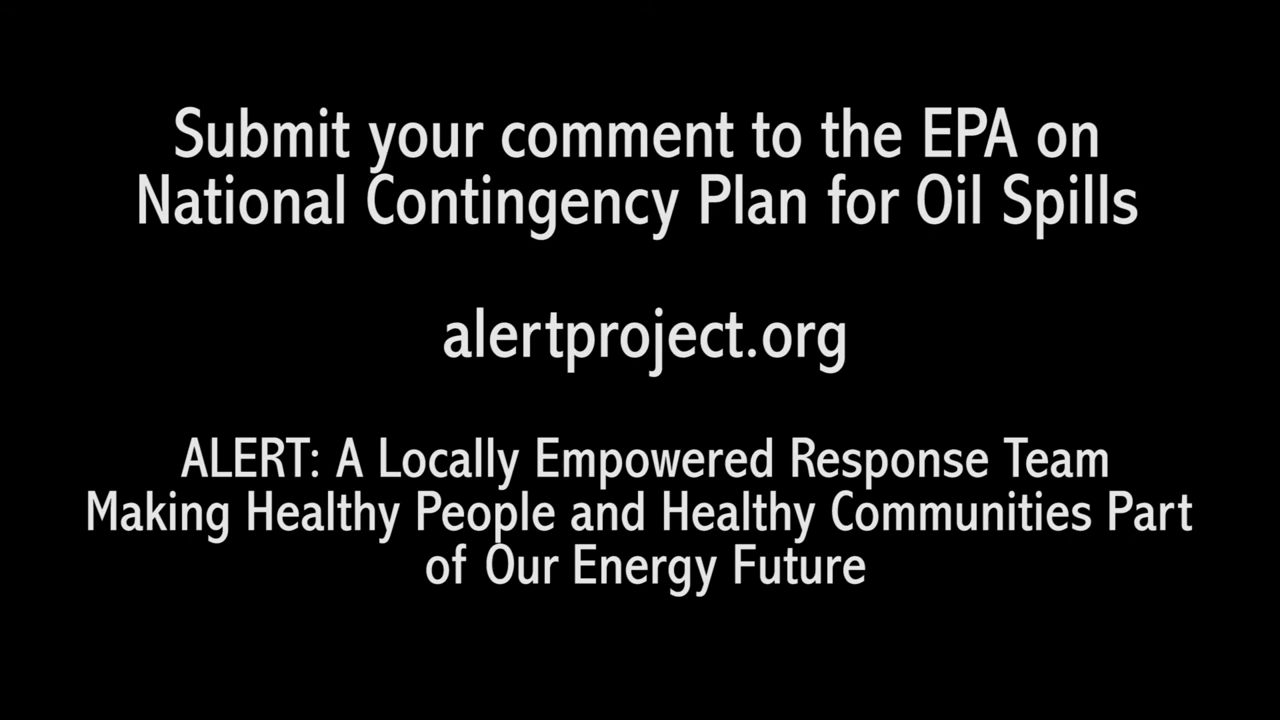 Submit your comment to the EPA on
National Contingency Plan for Oil Spills
alertproject.org
ALERT: A Locally Empowered Response Team
Making Healthy People and Healthy Communities Part
of Our Energy Future